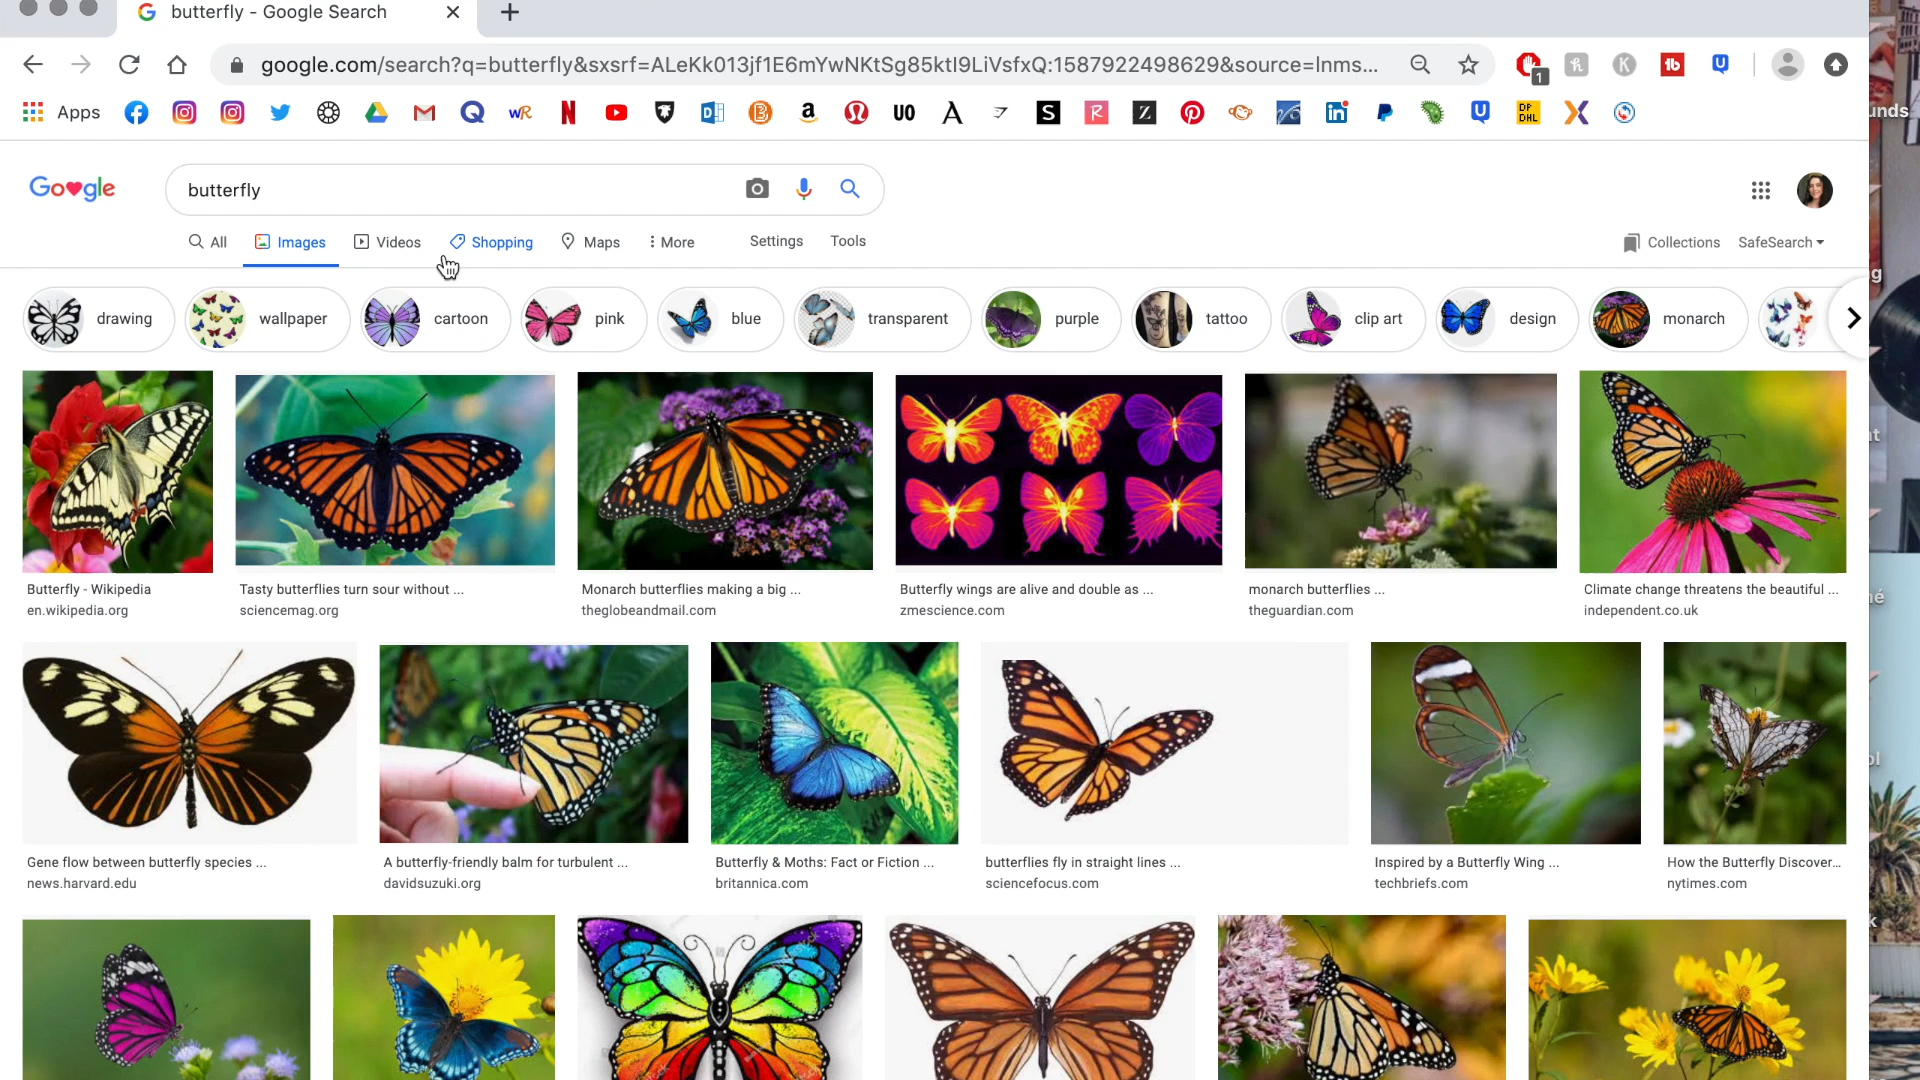 butterfly - Google Search
google.com/search?q=butterfly&sxsrf=ALeKk013jf1E6mYwNKtSg85ktI9LiVsfxQ:1587922498629&source=lnms...
1
Apps
unds
Google
butterfly
All Images Videos Shopping Maps More Settings Tools Collections SafeSearch
drawing wallpaper cartoon pink blue transparent purple tattoo clip art design monarch
Butterfly - Wikipedia
en.wikipedia.org
Tasty butterflies turn sour without ...
sciencemag.org
Monarch butterflies making a big ...
theglobeandmail.com
Butterfly wings are alive and double as ...
zmescience.com
monarch butterflies ...
theguardian.com
Climate change threatens the beautiful ...
independent.co.uk
Gene flow between butterfly species ...
news.harvard.edu
A butterfly-friendly balm for turbulent ...
davidsuzuki.org
Butterfly & Moths: Fact or Fiction ...
britannica.com
butterflies fly in straight lines ...
sciencefocus.com
Inspired by a Butterfly Wing ...
techbriefs.com
How the Butterfly Discover...
nytimes.com